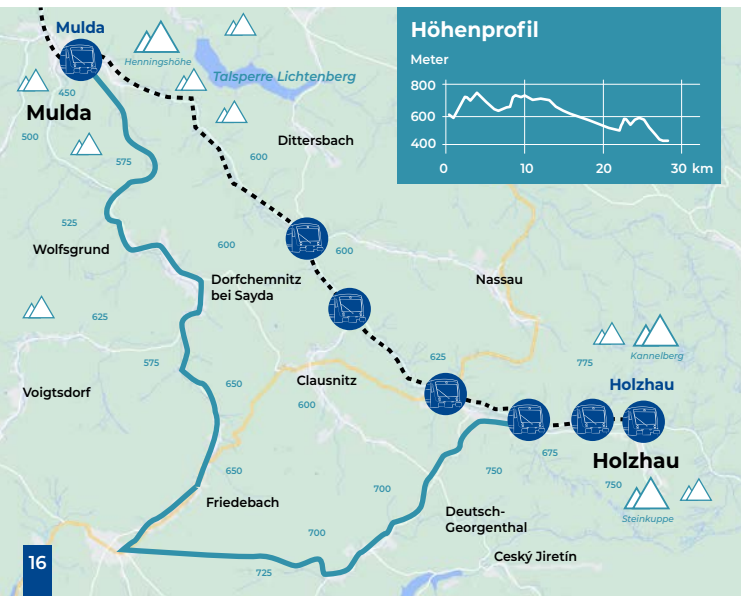 Mulda
Henningshöhe
Talsperre Lichtenberg
450
Mulda
500
575
600
Dittersbach
525
Wolfsgrund
600
600
Dorfchemnitz
bei Sayda
Nassau
625
575
Voigtsdorf
650
Clausnitz
600
625
775
Kannelberg
Holzhau
Holzhau
675
750
750
Steinkuppe
650
Friedebach
700
Deutsch-
Georgenthal
700
725
Ceský Jiretín
16
Höhenprofil
Meter
800
600
400
0
10
20
30 km